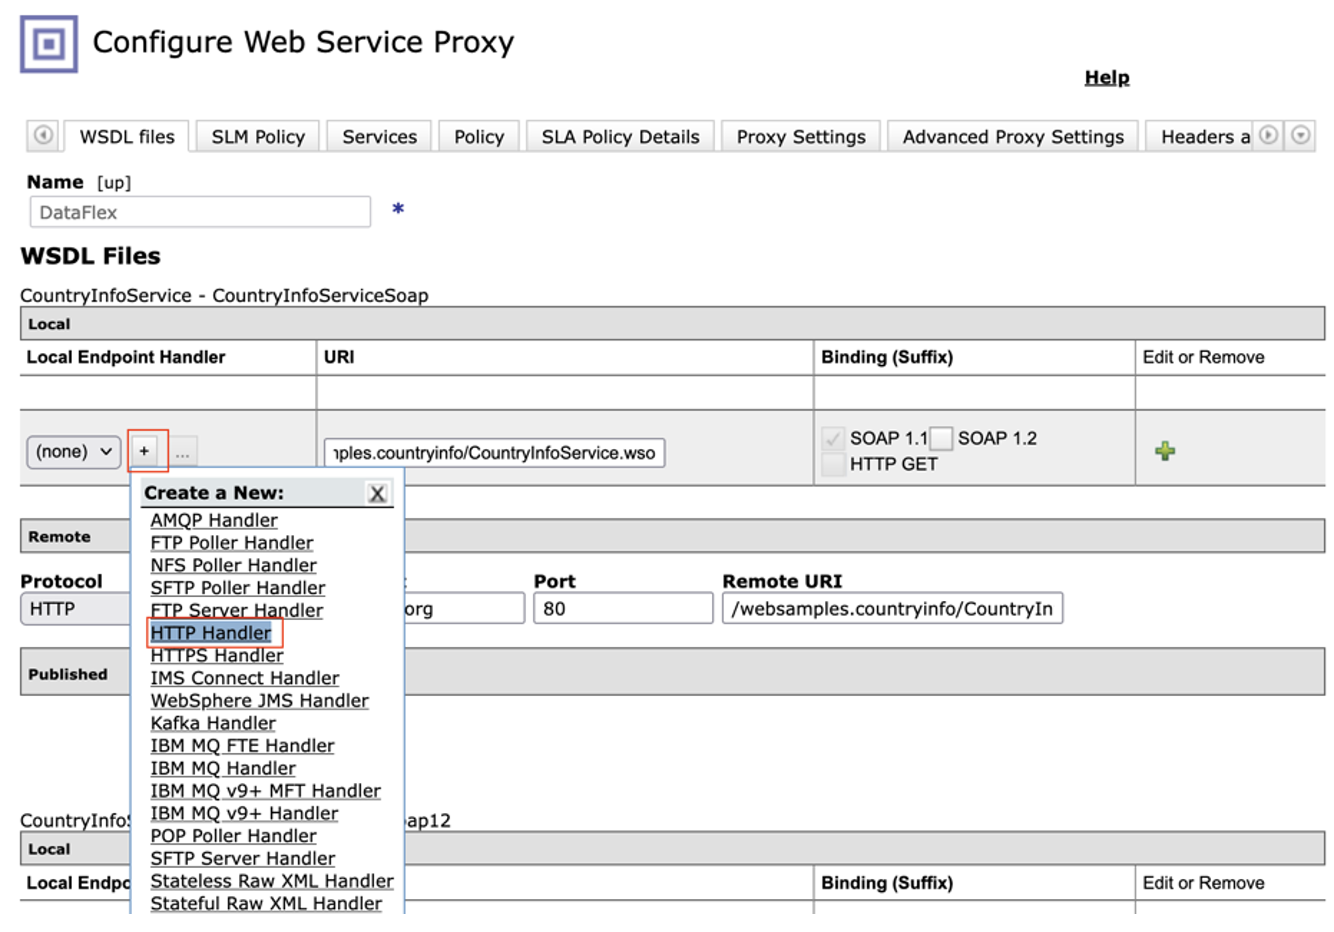 Configure Web Service Proxy
Help
WSDL files SLM Policy Services Policy SLA Policy Details Proxy Settings Advanced Proxy Settings Headers a
Name [up]
DataFlex *
WSDL Files
CountryInfoService - CountryInfoServiceSoap
Local
Local Endpoint Handler URI Binding (Suffix) Edit or Remove
(none) + ... ples.countryinfo/CountryInfoService.wso SOAP 1.1 SOAP 1.2
HTTP GET
Create a New: X
AMQP Handler
FTP Poller Handler
NFS Poller Handler
SFTP Poller Handler
FTP Server Handler
HTTP Handler
HTTPS Handler
IMS Connect Handler
WebSphere JMS Handler
Kafka Handler
IBM MQ FTE Handler
IBM MQ Handler
IBM MQ v9+ MFT Handler
IBM MQ v9+ Handler
POP Poller Handler
SFTP Server Handler
Stateless Raw XML Handler
Stateful Raw XML Handler
Remote
Protocol Port Remote URI
HTTP org 80 /websamples.countryinfo/CountryIn
Published
CountryInfo ap12
Local
Local Endpo Binding (Suffix) Edit or Remove